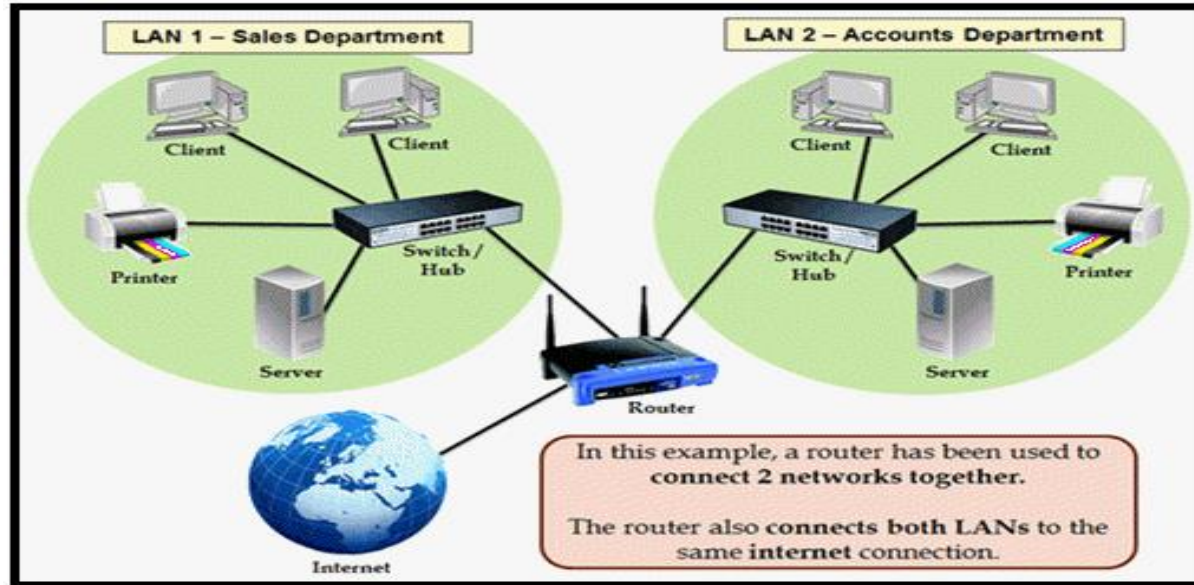 LAN 1 – Sales Department
LAN 2 – Accounts Department
Client
Client
Printer
Switch /
Hub
Server
Client
Client
Switch/
Hub
Printer
Server
Router
Internet
In this example, a router has been used to
connect 2 networks together.
The router also connects both LANs to the
same internet connection.